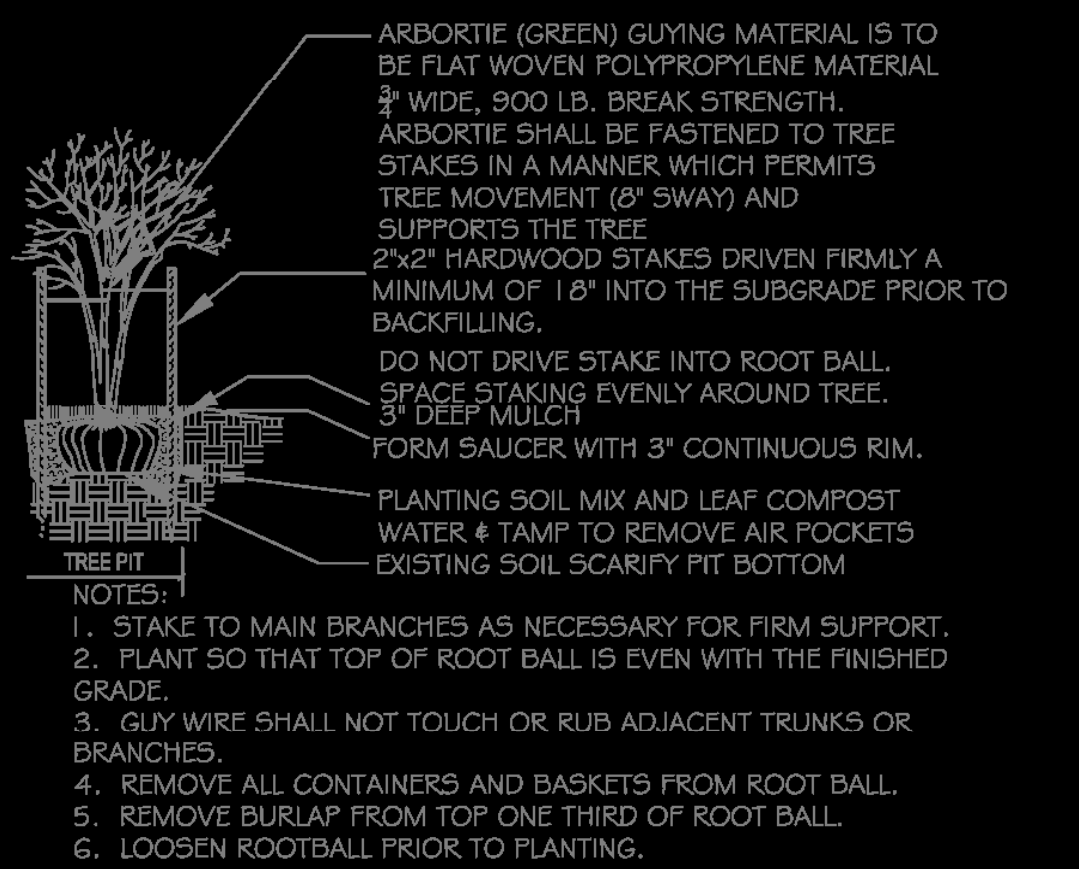 ARBORTIE (GREEN) GUYING MATERIAL IS TO
BE FLAT WOVEN POLYPROPYLENE MATERIAL
3/4" WIDE, 900 LB. BREAK STRENGTH.
ARBORTIE SHALL BE FASTENED TO TREE
STAKES IN A MANNER WHICH PERMITS
TREE MOVEMENT (8" SWAY) AND
SUPPORTS THE TREE
2"x2" HARDWOOD STAKES DRIVEN FIRMLY A
MINIMUM OF 18" INTO THE SUBGRADE PRIOR TO
BACKFILLING.
DO NOT DRIVE STAKE INTO ROOT BALL.
SPACE STAKING EVENLY AROUND TREE.
3" DEEP MULCH
FORM SAUCER WITH 3" CONTINUOUS RIM.
PLANTING SOIL MIX AND LEAF COMPOST
WATER & TAMP TO REMOVE AIR POCKETS
EXISTING SOIL SCARIFY PIT BOTTOM
TREE PIT
NOTES:
1. STAKE TO MAIN BRANCHES AS NECESSARY FOR FIRM SUPPORT.
2. PLANT SO THAT TOP OF ROOT BALL IS EVEN WITH THE FINISHED
GRADE.
3. GUY WIRE SHALL NOT TOUCH OR RUB ADJACENT TRUNKS OR
BRANCHES.
4. REMOVE ALL CONTAINERS AND BASKETS FROM ROOT BALL.
5. REMOVE BURLAP FROM TOP ONE THIRD OF ROOT BALL.
6. LOOSEN ROOTBALL PRIOR TO PLANTING.